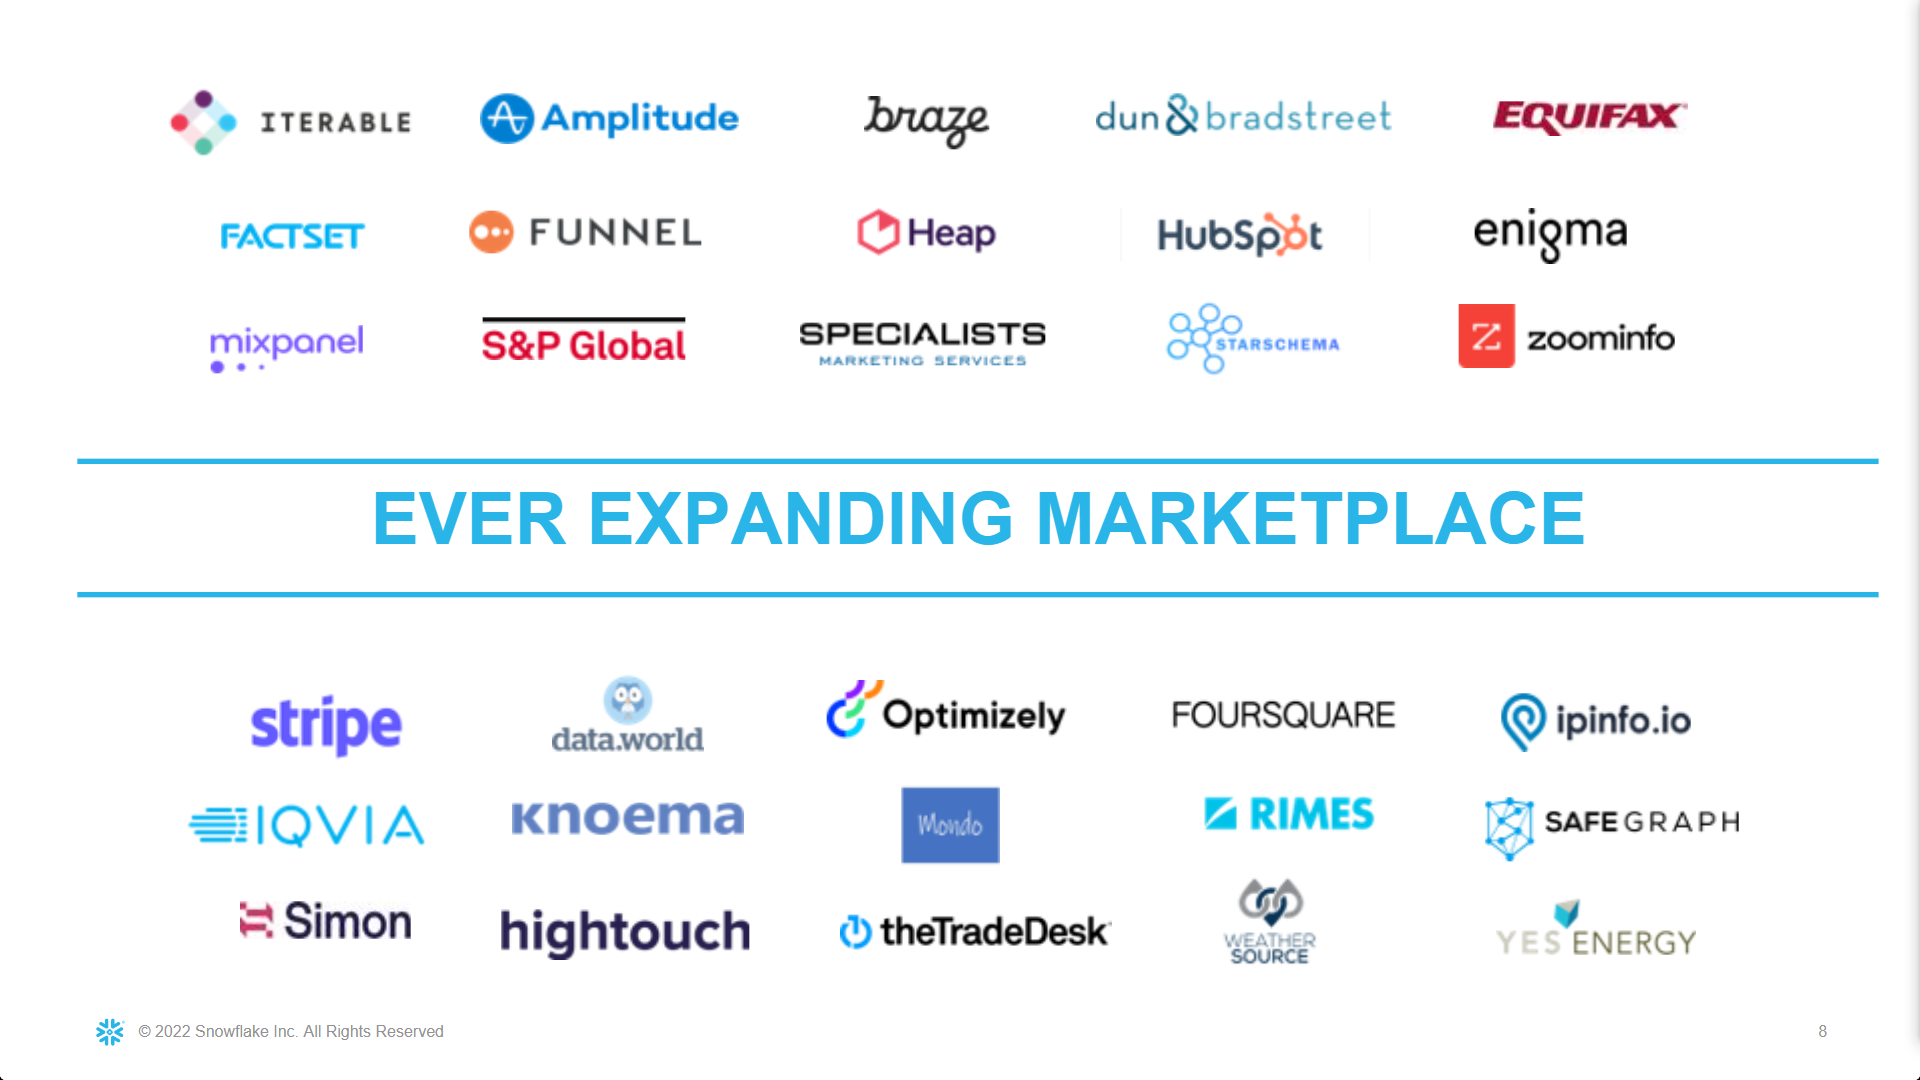 ITERABLE
Amplitude
braze
dun & bradstreet
EQUIFAX
FACTSET
FUNNEL
Heap
HubSpot
enigma
mixpanel
S&P Global
SPECIALISTS
MARKETING SERVICES
STARSCHEMA
zoominfo
EVER EXPANDING MARKETPLACE
stripe
data.world
Optimizely
FOURSQUARE
ipinfo.io
IQVIA
knoema
Mondo
RIMES
SAFEGRAPH
Simon
hightouch
theTradeDesk
WEATHER
SOURCE
YES ENERGY
© 2022 Snowflake Inc. All Rights Reserved
8